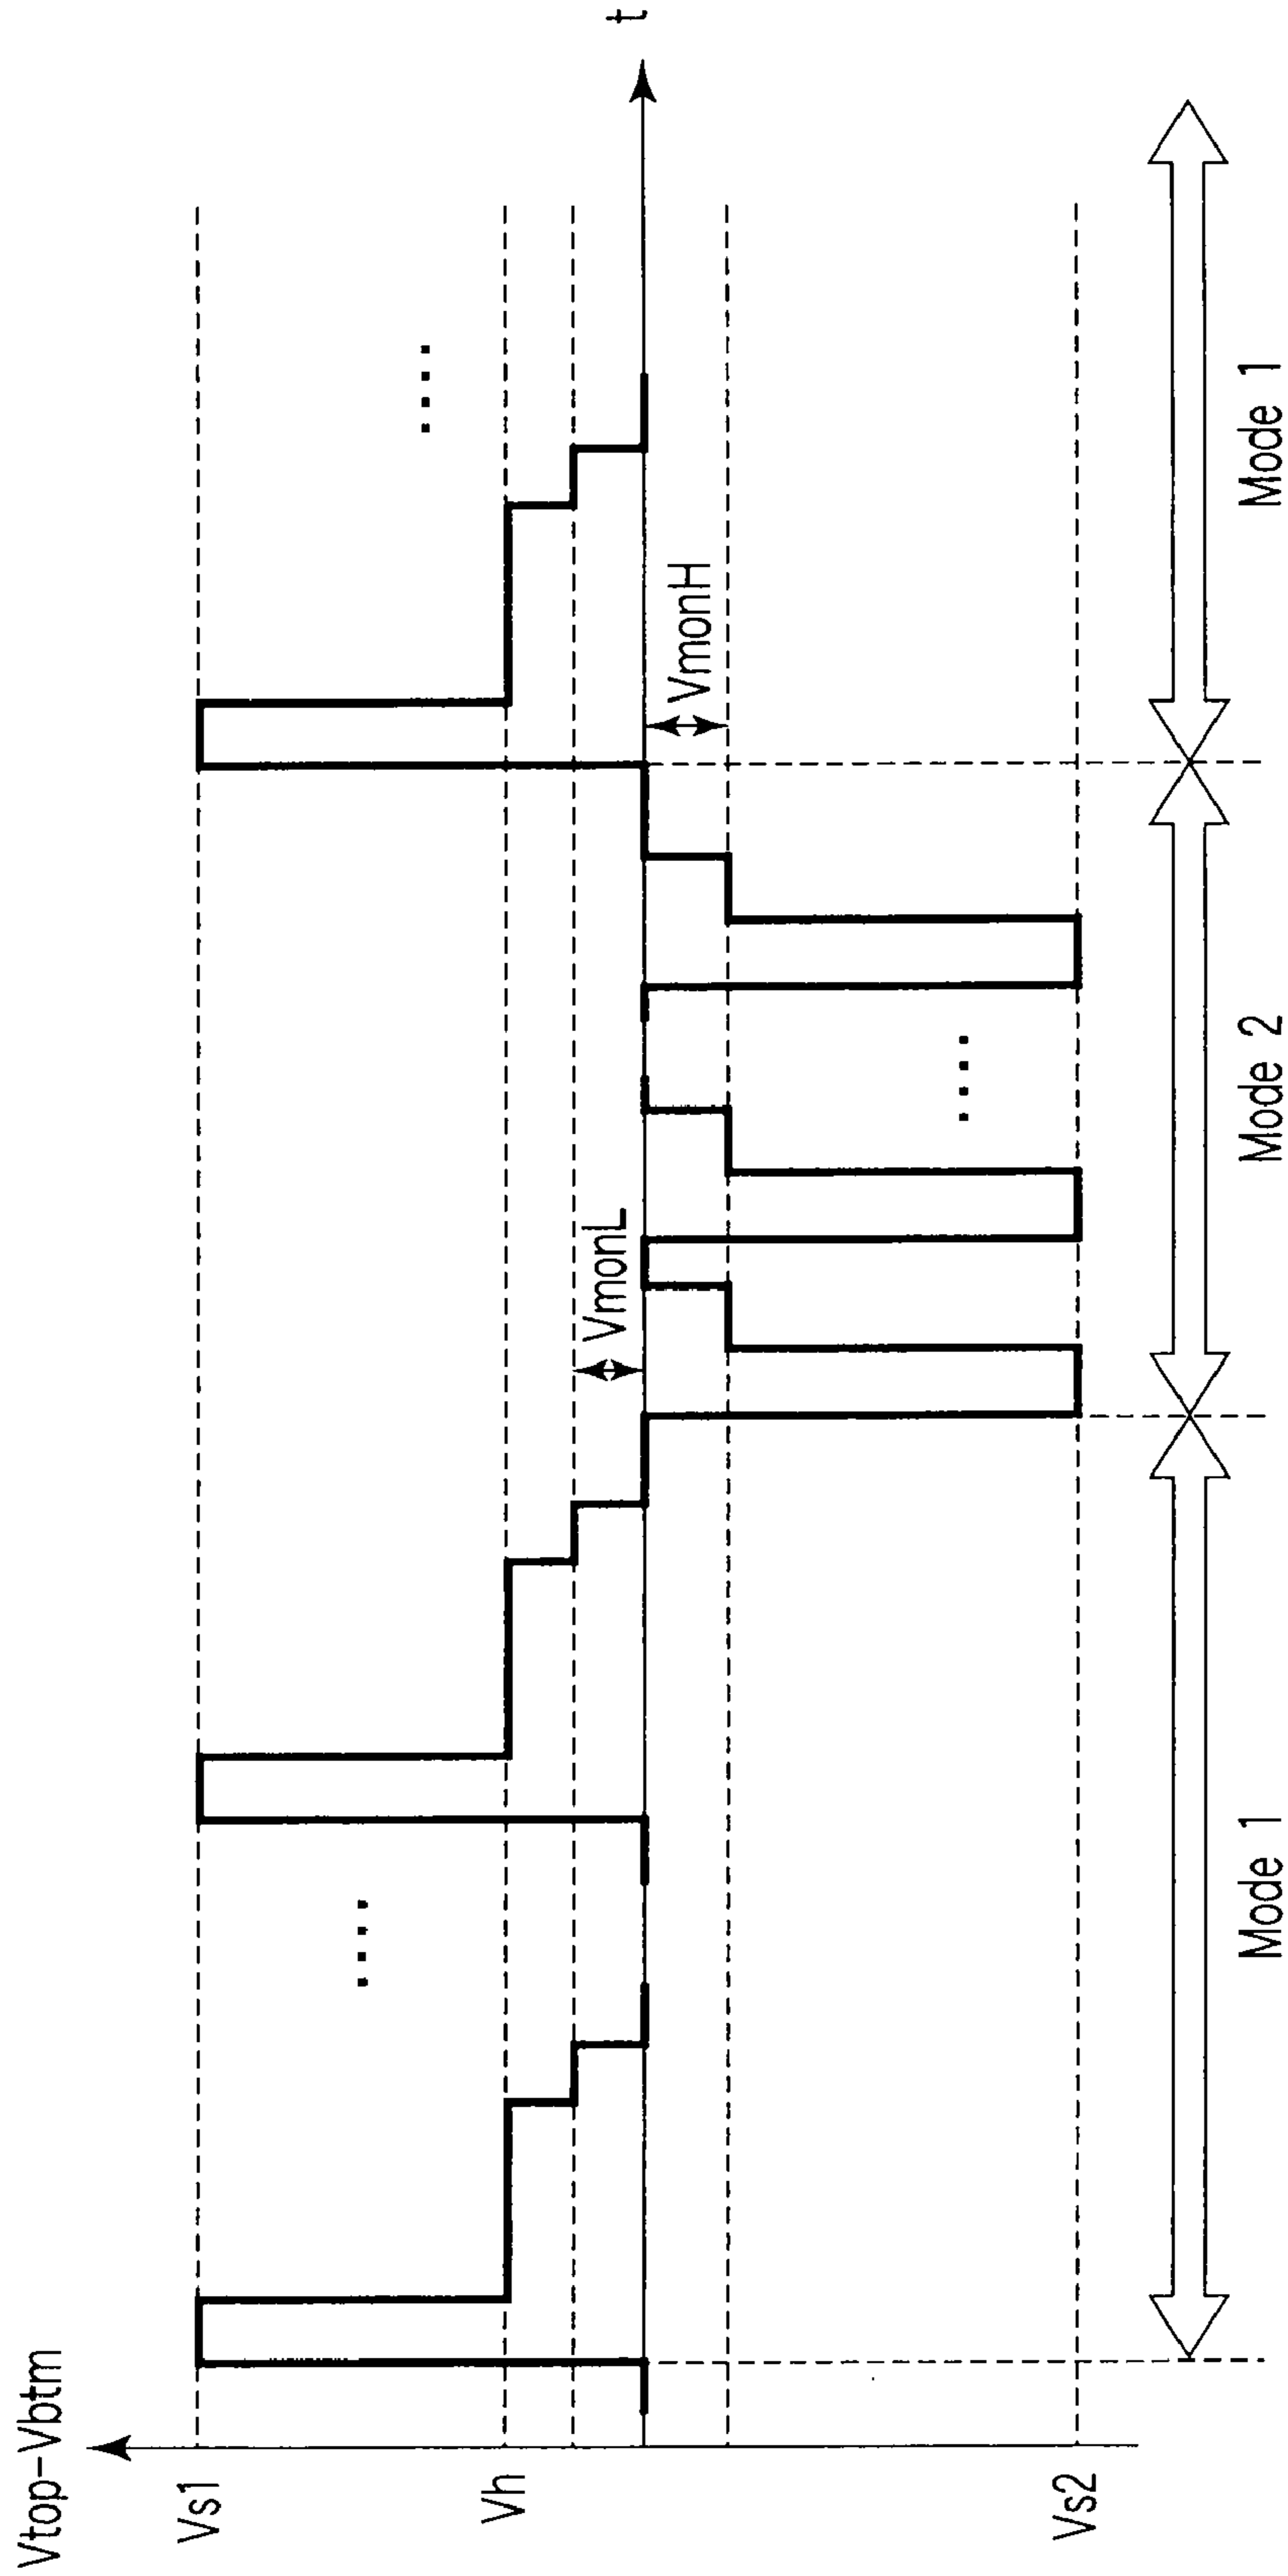 Vtop-Vbtm
Vs1
Vh
Vs2
VmonL
VmonH
t
Mode 1
Mode 2
Mode 1